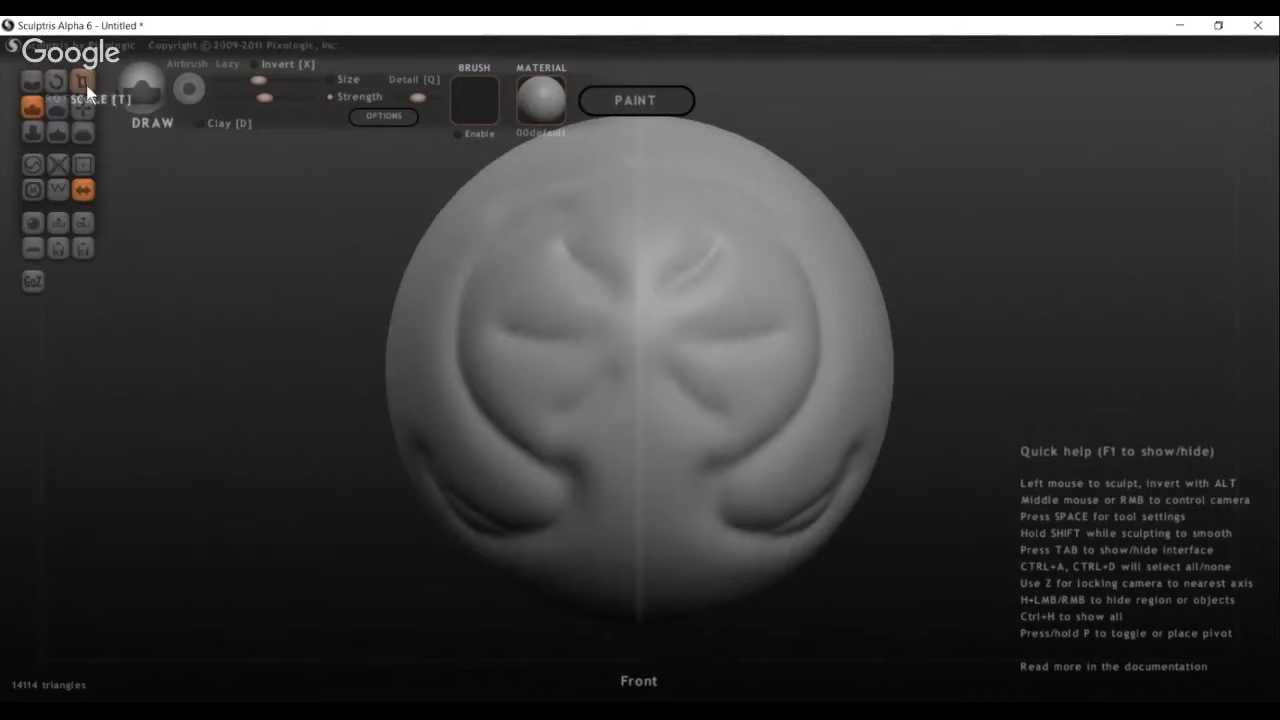 Sculptris Alpha 6 - Untitled *
Sculptris by Pixologic Copyright © 2009-2011 Pixologic, Inc.
Google
Airbrush Lazy Invert [X]
Size Detail [Q]
Strength
SCALE [T]
DRAW
Clay [D]
OPTIONS
BRUSH
Enable
MATERIAL
00default
PAINT
GoZ
Quick help (F1 to show/hide)
Left mouse to sculpt, invert with ALT
Middle mouse or RMB to control camera
Press SPACE for tool settings
Hold SHIFT while sculpting to smooth
Press TAB to show/hide interface
CTRL+A, CTRL+D will select all/none
Use Z for locking camera to nearest axis
H+LMB/RMB to hide region or objects
Ctrl+H to show all
Press/hold P to toggle or place pivot
Read more in the documentation
14114 triangles
Front